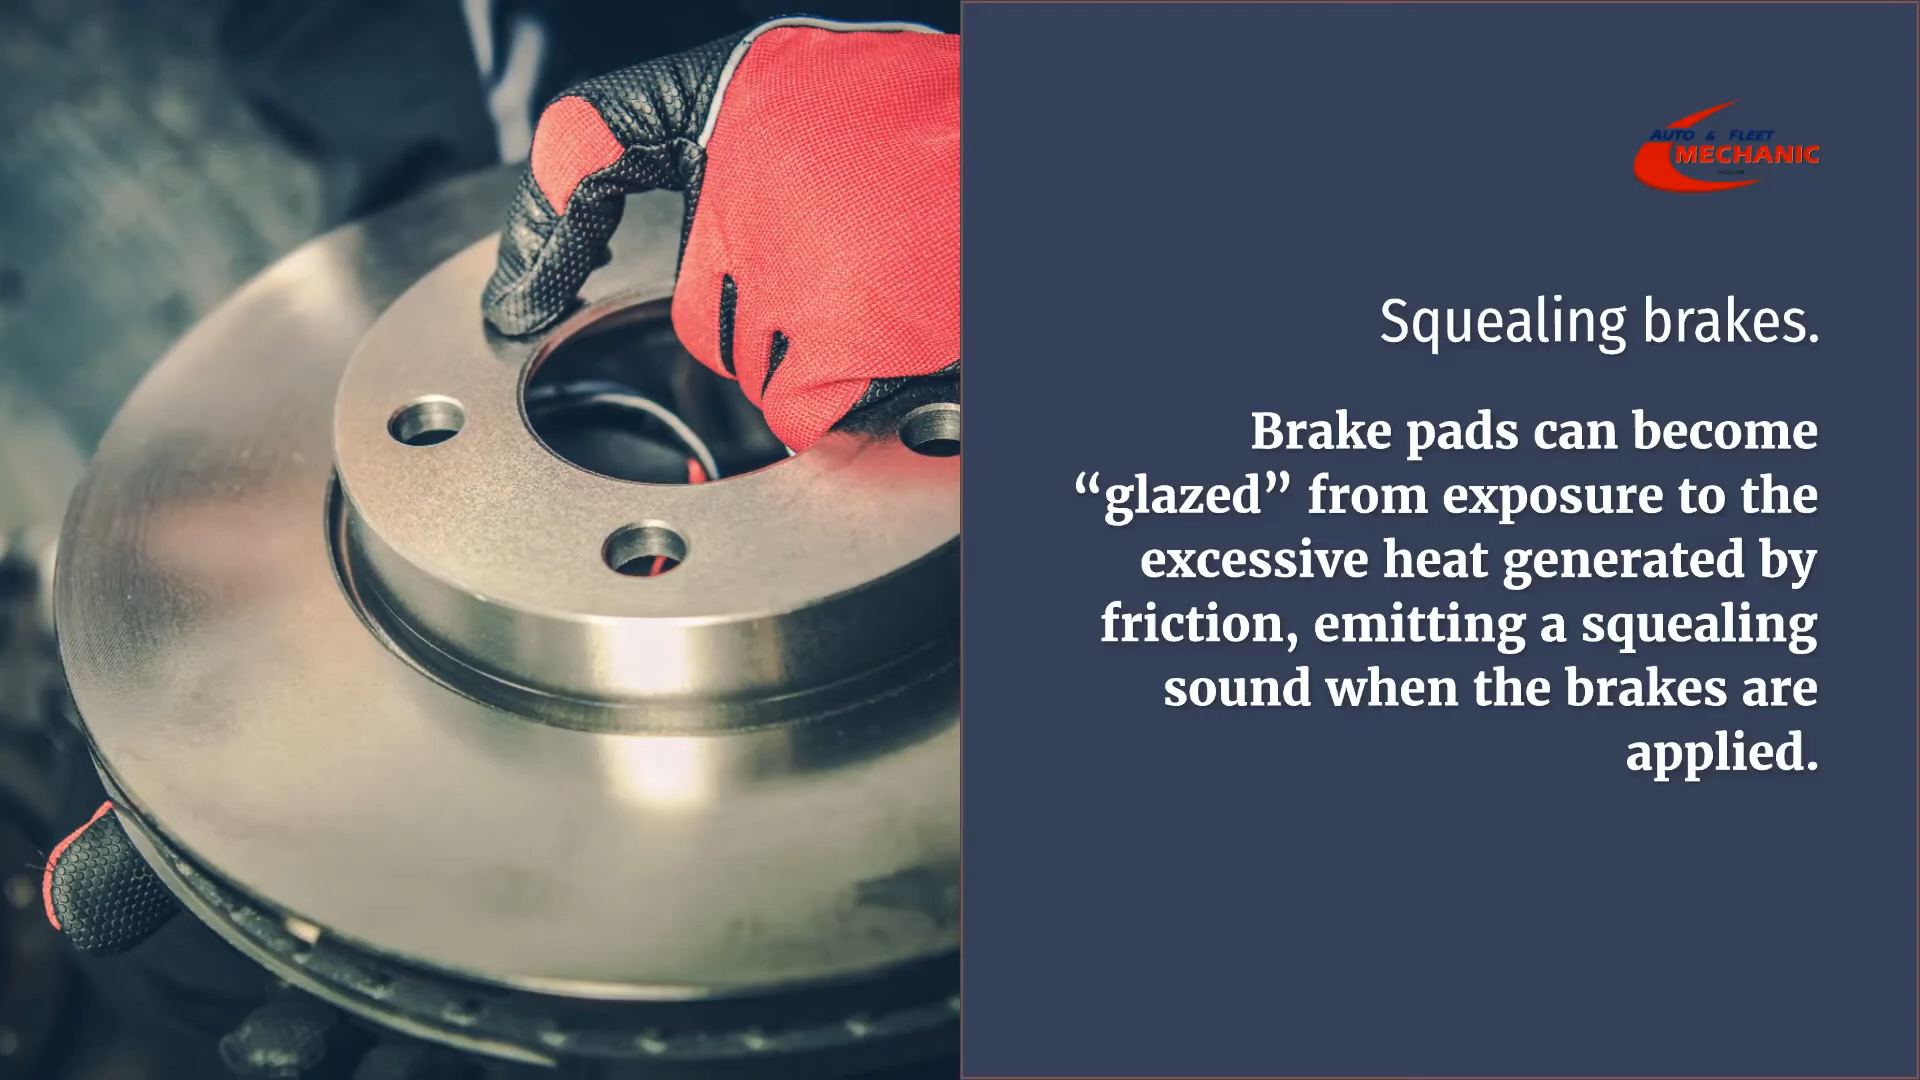 AUTO & FLEET
MECHANIC
Squealing brakes.
Brake pads can become
“glazed” from exposure to the
excessive heat generated by
friction, emitting a squealing
sound when the brakes are
applied.